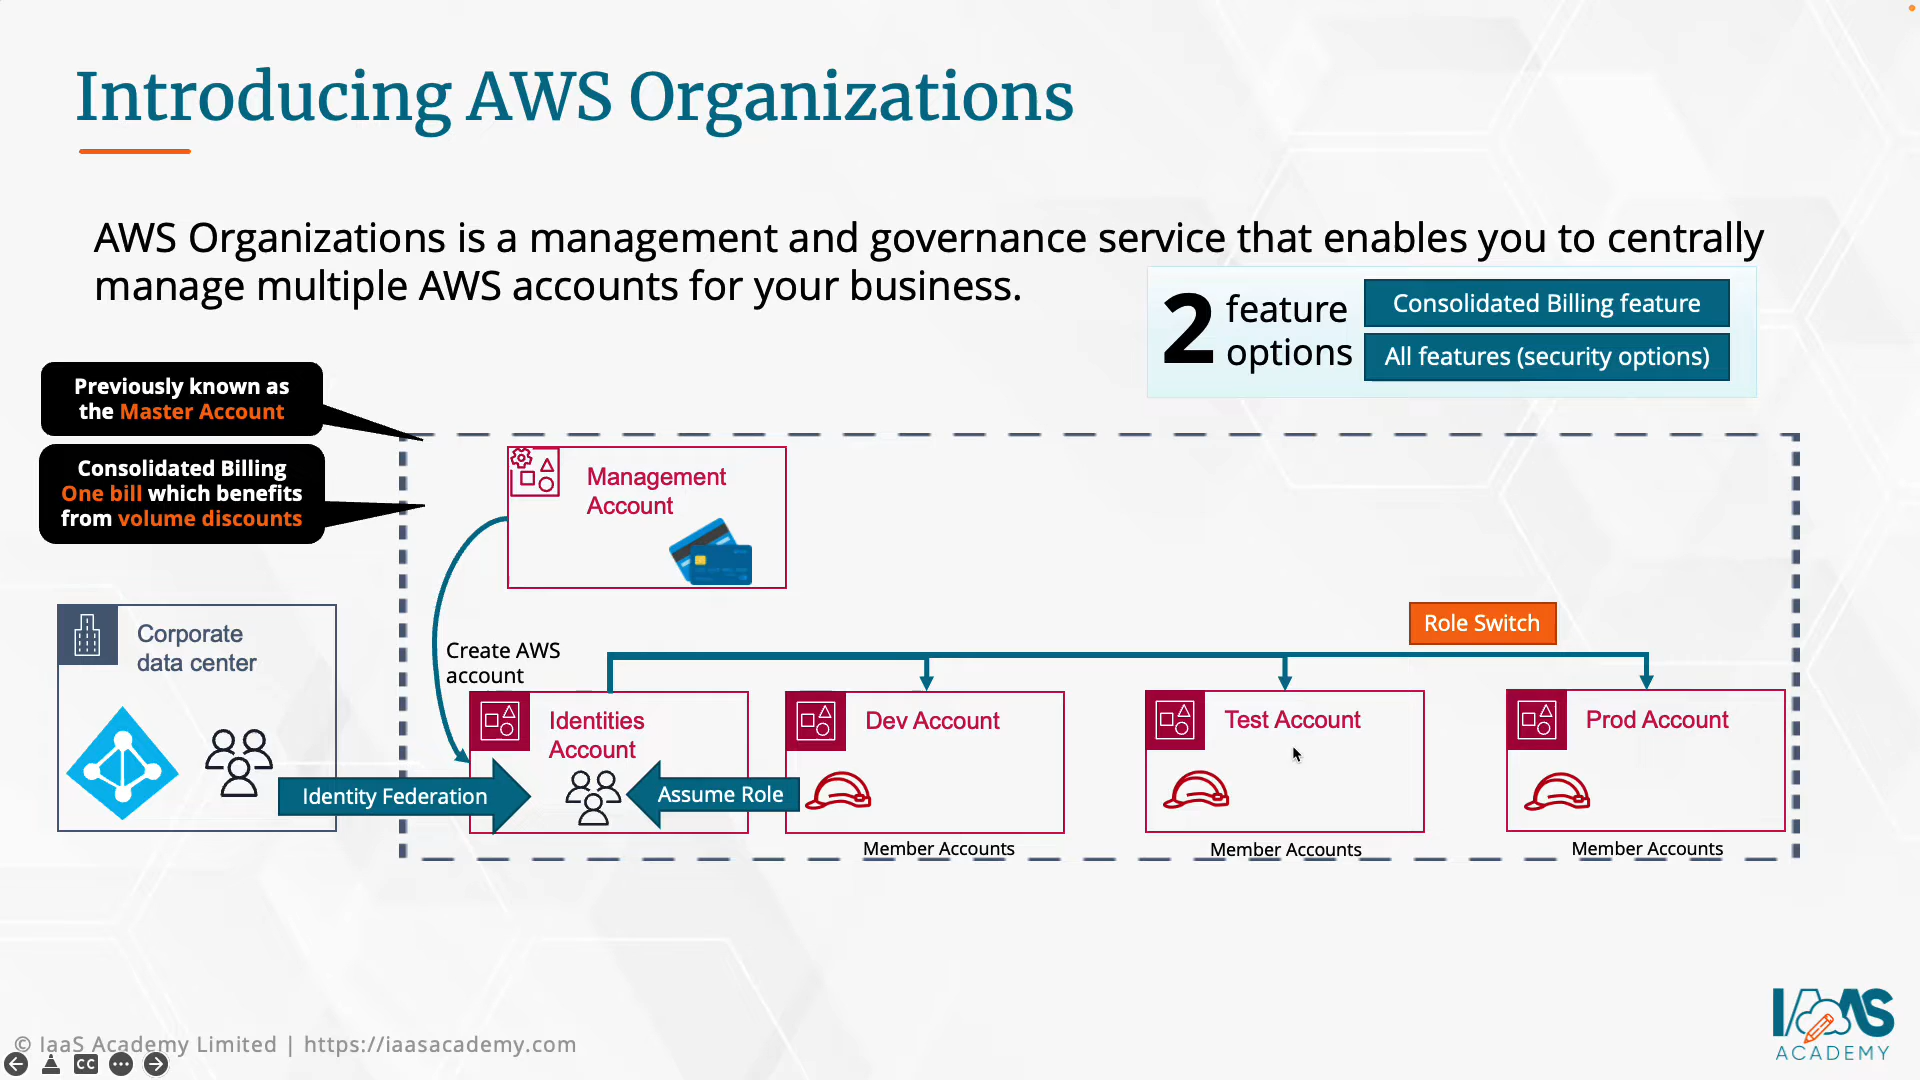 Introducing AWS Organizations
AWS Organizations is a management and governance service that enables you to centrally
manage multiple AWS accounts for your business.
2 feature
options
Consolidated Billing feature
All features (security options)
Previously known as
the Master Account
Consolidated Billing
One bill which benefits
from volume discounts
Management
Account
Corporate
data center
Create AWS
account
Role Switch
Identities
Account
Dev Account
Test Account
Prod Account
Identity Federation
Assume Role
Member Accounts
Member Accounts
Member Accounts
© IaaS Academy Limited | https://iaasacademy.com
CC
IAAS
ACADEMY